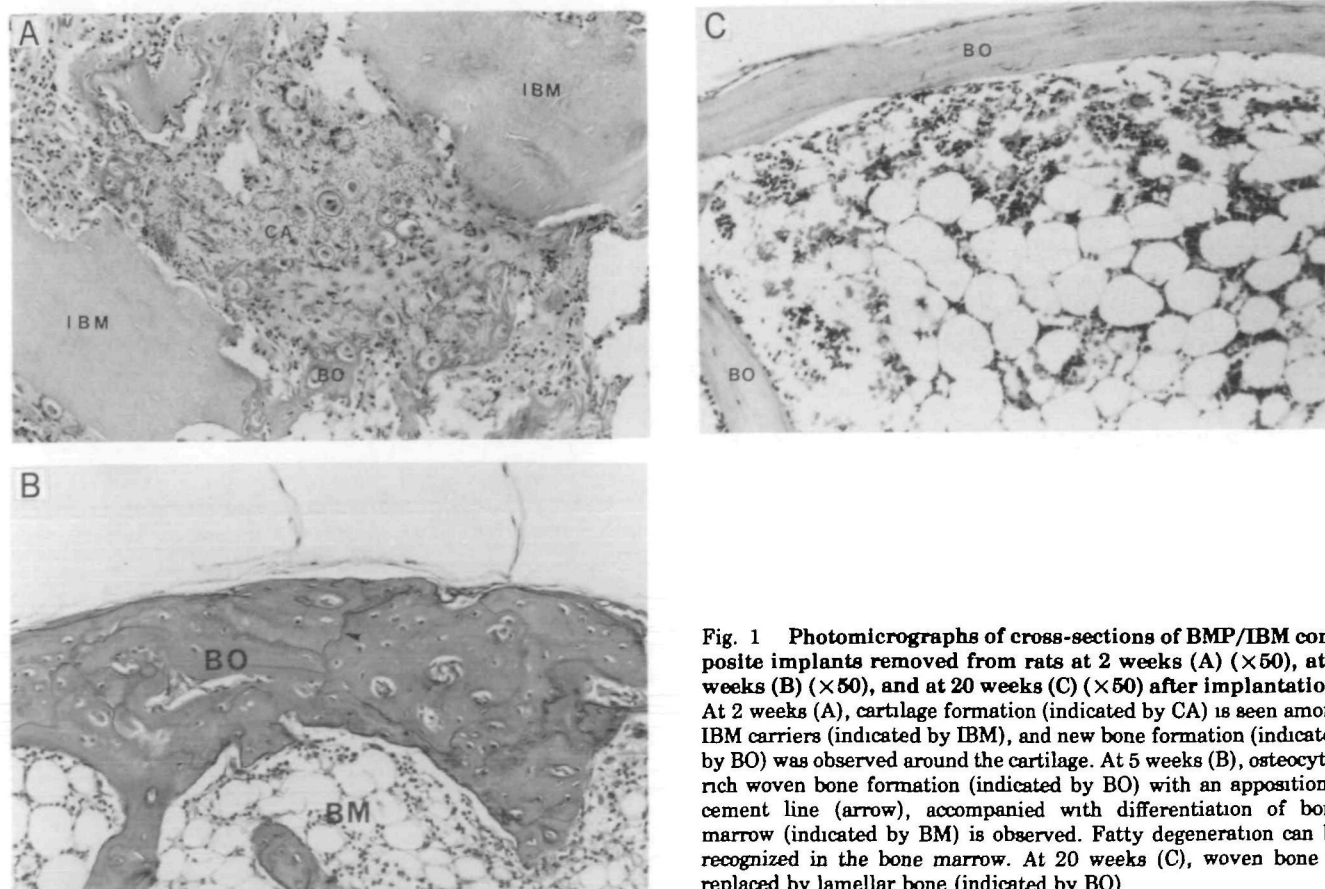 A
IBM
CA
IBM
BO
C
BO
BO
B
BO
BM
Fig. 1 Photomicrographs of cross-sections of BMP/IBM com
posite implants removed from rats at 2 weeks (A) (×50), at
weeks (B) (×50), and at 20 weeks (C) (×50) after implantation
At 2 weeks (A), cartilage formation (indicated by CA) is seen amon
IBM carriers (indicated by IBM), and new bone formation (indicate
by BO) was observed around the cartilage. At 5 weeks (B), osteocyt
rich woven bone formation (indicated by BO) with an apposition
cement line (arrow), accompanied with differentiation of bon
marrow (indicated by BM) is observed. Fatty degeneration can b
recognized in the bone marrow. At 20 weeks (C), woven bone
replaced by lamellar bone (indicated by BO)